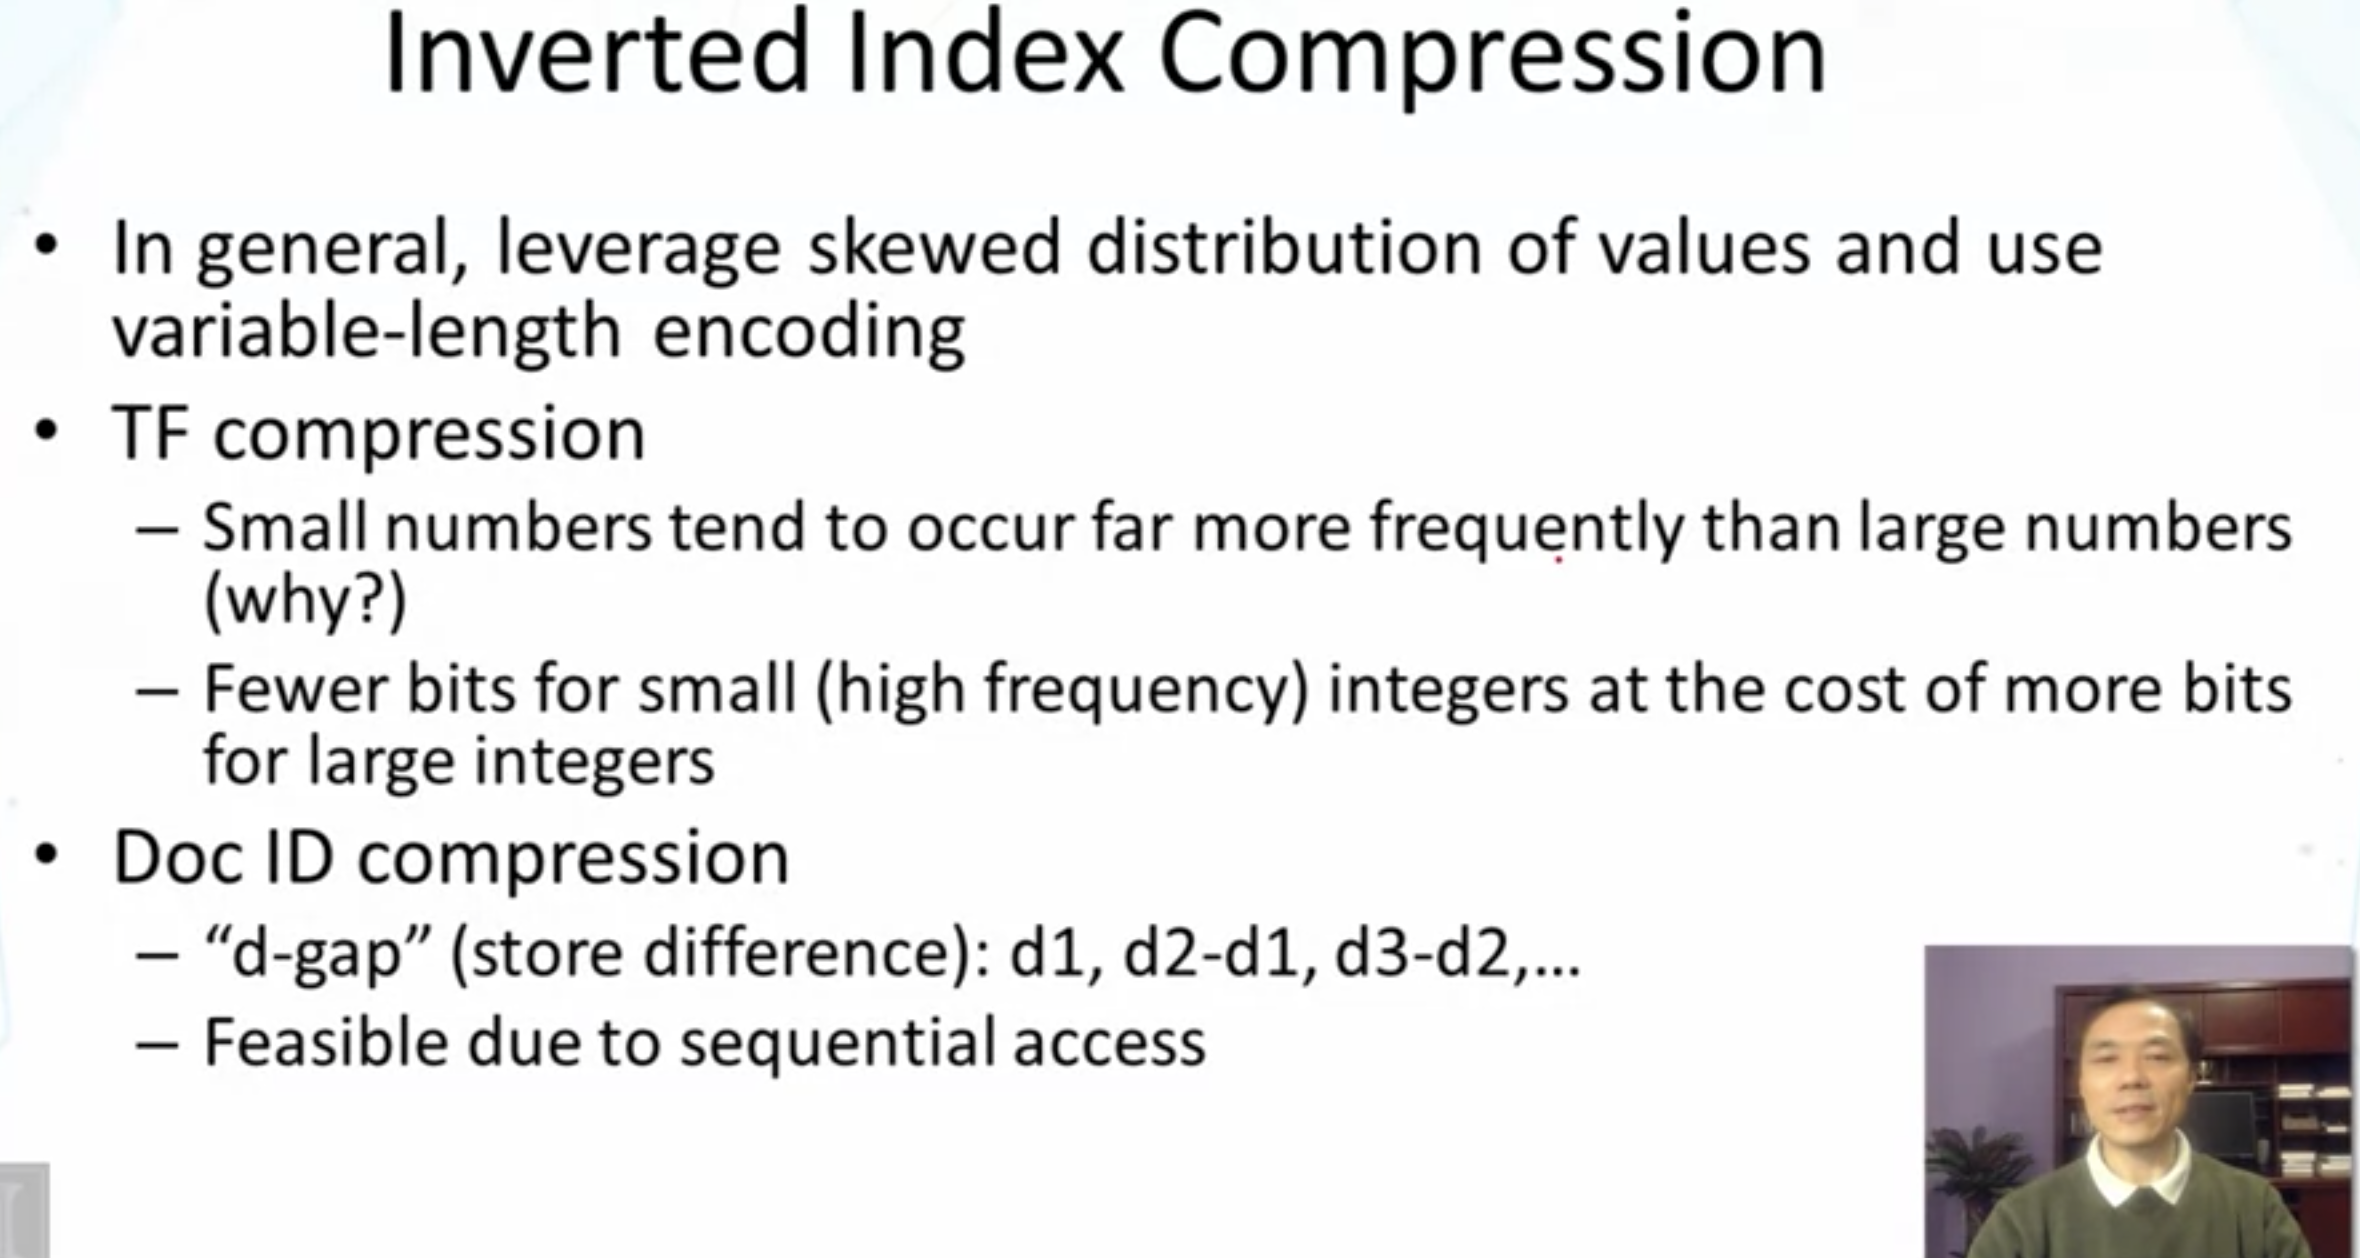 Inverted Index Compression
• In general, leverage skewed distribution of values and use
variable-length encoding
• TF compression
– Small numbers tend to occur far more frequently than large numbers
(why?)
– Fewer bits for small (high frequency) integers at the cost of more bits
for large integers
• Doc ID compression
– “d-gap” (store difference): d1, d2-d1, d3-d2,...
– Feasible due to sequential access